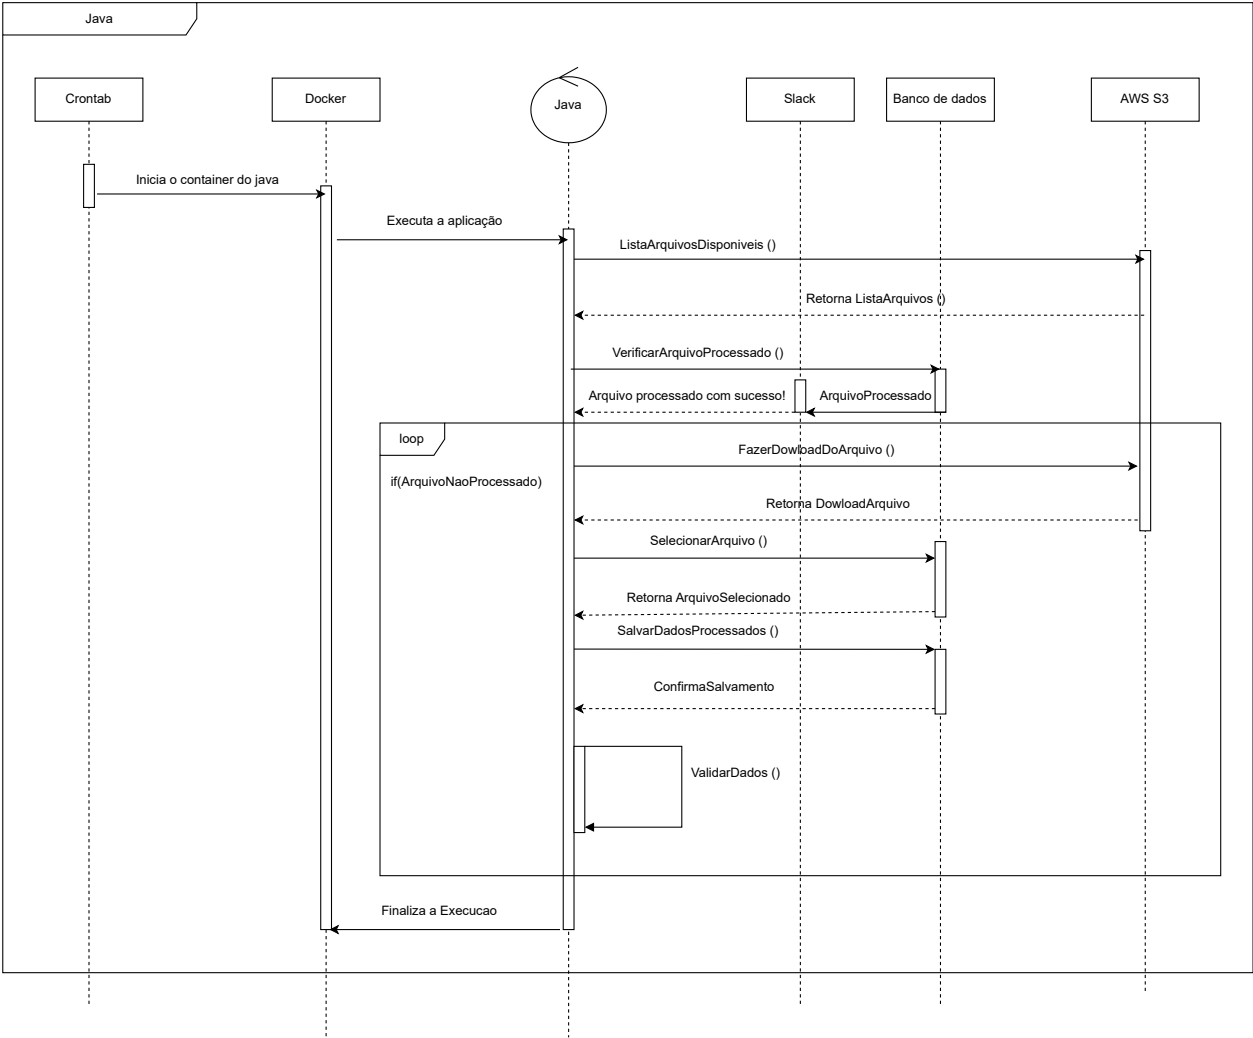 Java
Crontab
Docker
Java
Slack
Banco de dados
AWS S3
Inicia o container do java
Executa a aplicação
ListaArquivosDisponiveis ()
Retorna ListaArquivos ()
VerificarArquivoProcessado ()
Arquivo processado com sucesso!
ArquivoProcessado
loop
FazerDowloadDoArquivo ()
if(ArquivoNaoProcessado)
Retorna DowloadArquivo
SelecionarArquivo ()
Retorna ArquivoSelecionado
SalvarDadosProcessados ()
ConfirmaSalvamento
ValidarDados ()
Finaliza a Execucao